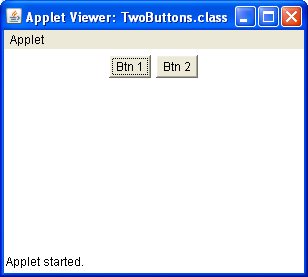 Applet Viewer: TwoButtons.class
Applet
Btn 1 Btn 2
Applet started.